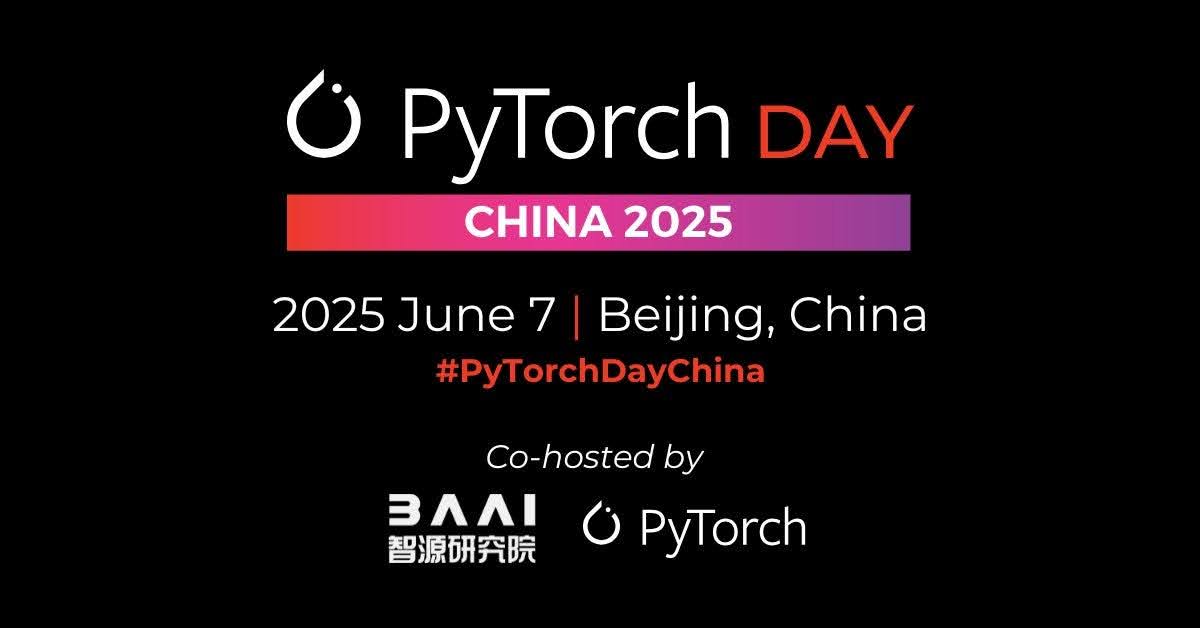 PyTorch DAY
CHINA 2025
2025 June 7 | Beijing, China
#PyTorchDayChina
Co-hosted by
BAAI PyTorch
智源研究院